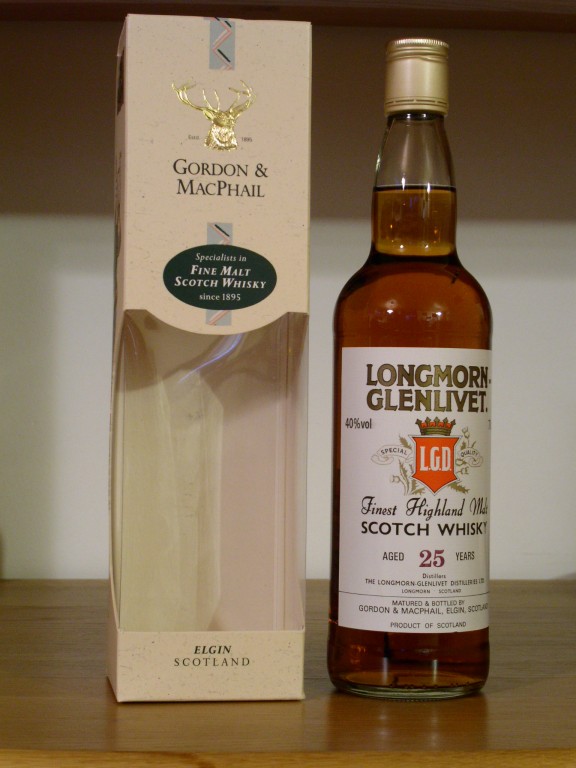 ESTD 1895
GORDON &
MACPHAIL
Specialists in
FINE MALT
SCOTCH WHISKY
since 1895
ELGIN
SCOTLAND
LONGMORN-
GLENLIVET.
40%vol
SPECIAL QUALITY
L.G.D.
Finest Highland Malt
SCOTCH WHISKY
AGED 25 YEARS
Distillers
THE LONGMORN-GLENLIVET DISTILLERIES LTD
LONGMORN · SCOTLAND
MATURED & BOTTLED BY
GORDON & MACPHAIL, ELGIN, SCOTLAND
PRODUCT OF SCOTLAND